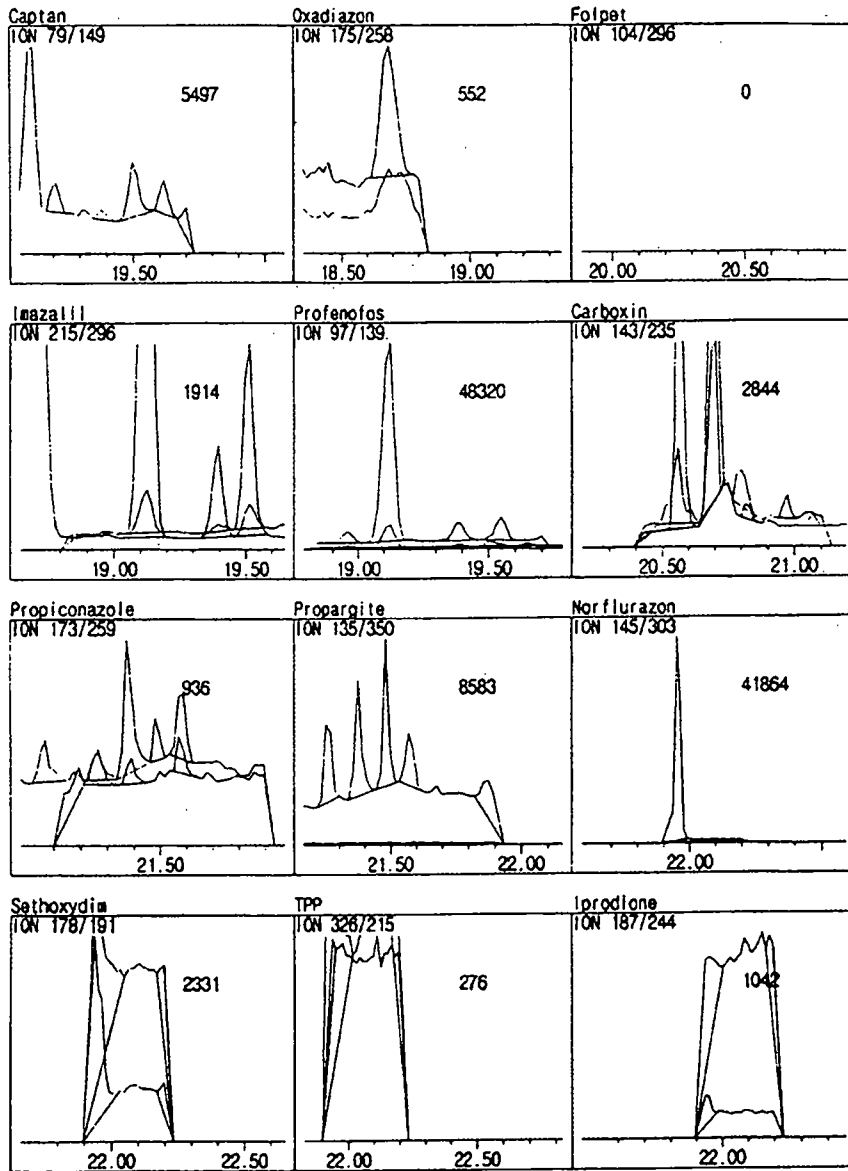 Captan
ION 79/149
5497
19.50
Oxadiazon
ION 175/258
552
18.50 19.00
Folpet
ION 104/296
0
20.00 20.50
Imazalil
ION 215/296
1914
19.00 19.50
Profenofos
ION 97/139.
48320
19.00 19.50
Carboxin
ION 143/235
2844
20.50 21.00
Propiconazole
ION 173/259
936
21.50
Propargite
ION 135/350
8583
21.50 22.00
Norflurazon
ION 145/303
41864
22.00
Sethoxydim
ION 178/191
2331
22.00 22.50
TPP
ION 326/215
276
22.00 22.50
Iprodione
ION 187/244
1042
22.00